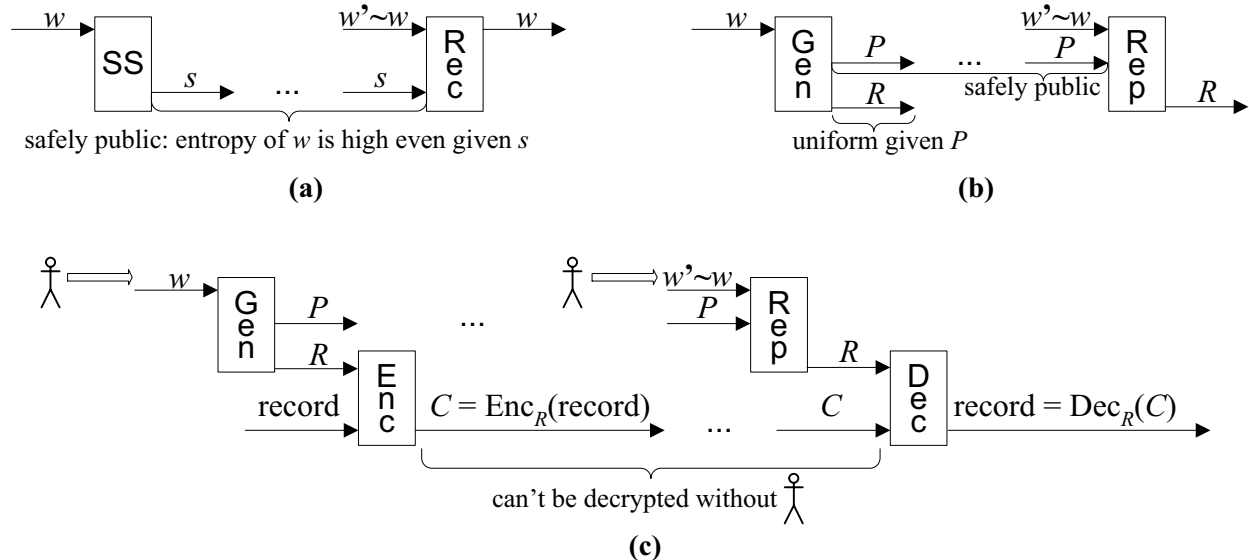 w SS s ... w'~w s Rec w
safely public: entropy of w is high even given s
(a)
w Gen P R ... w'~w P Rep R
safely public
uniform given P
(b)
w Gen P R ... w'~w P Rep R
record Enc C = Enc_R(record) ... C Dec record = Dec_R(C)
can't be decrypted without
(c)